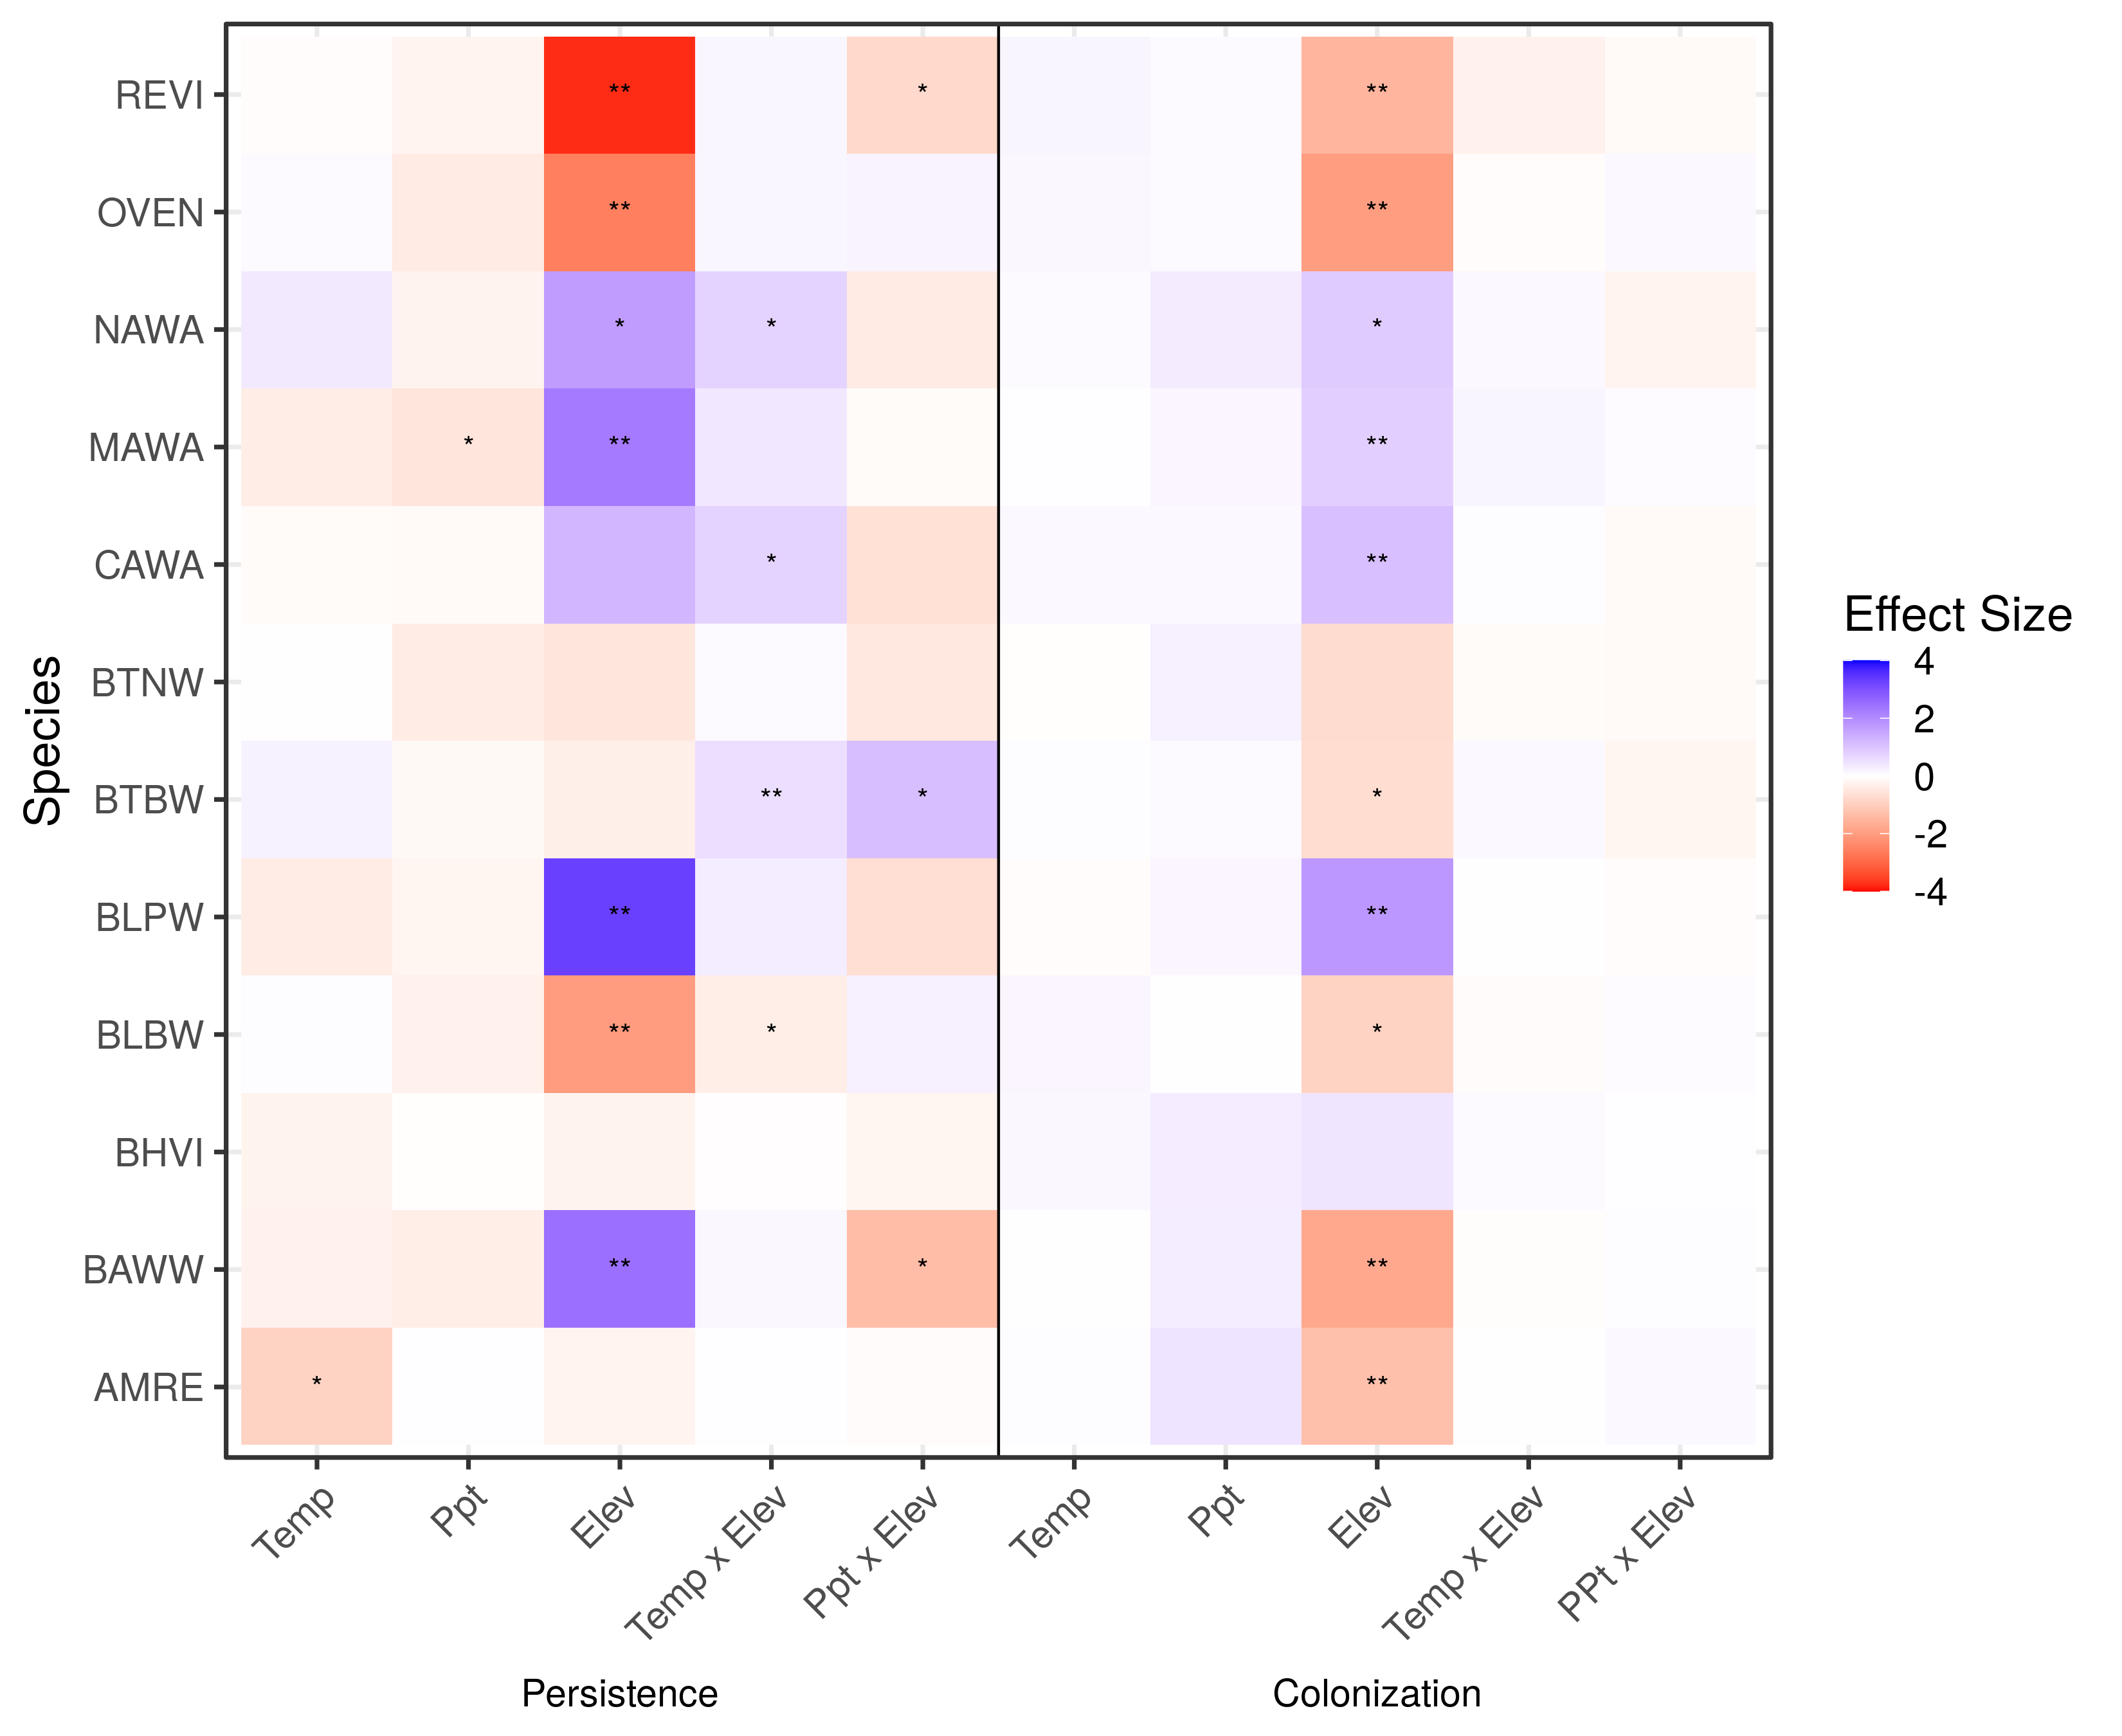 REVI ** * **
OVEN ** **
NAWA * * *
MAWA * ** **
CAWA * **
BTNW
BTBW ** * *
BLPW ** **
BLBW ** * *
BHVI
BAWW ** * **
AMRE * **
Species
Temp Ppt Elev Temp x Elev Ppt x Elev Temp Ppt Elev Temp x Elev PPt x Elev
Persistence Colonization
Effect Size
4
2
0
-2
-4